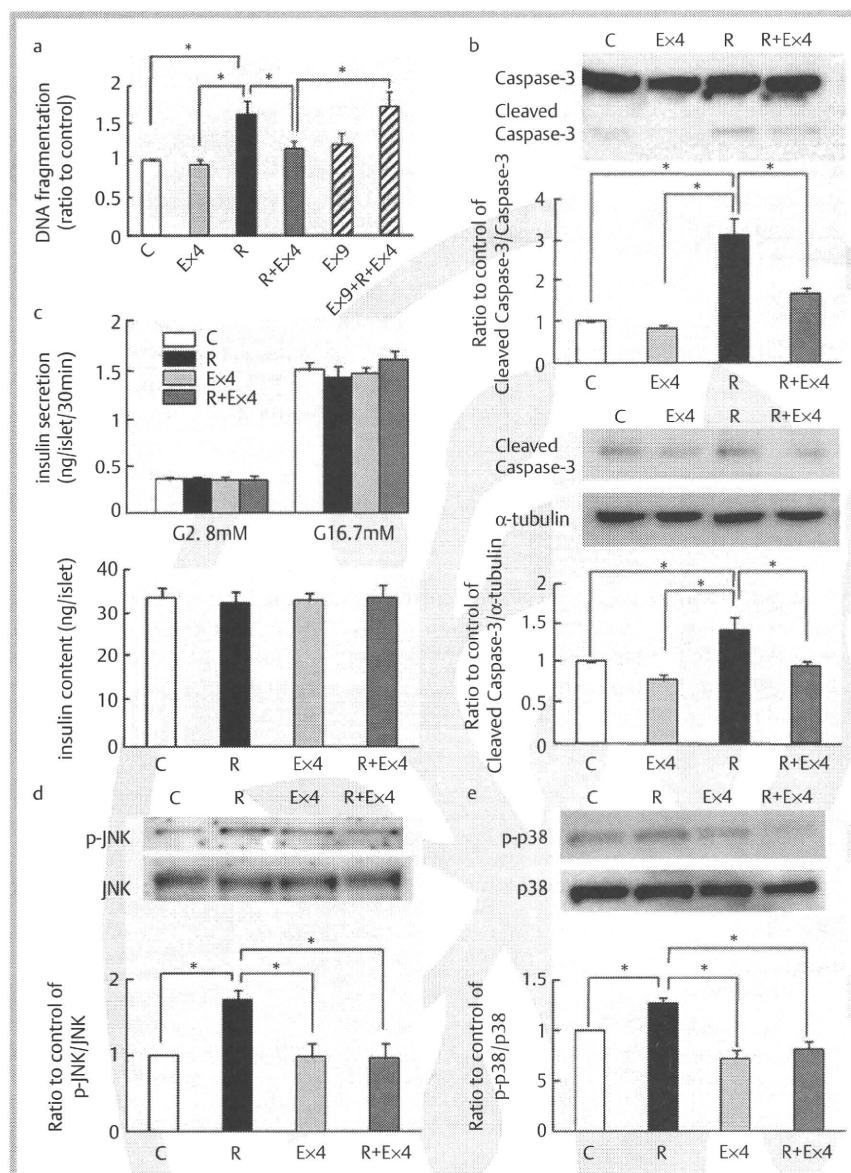 a
*
*
*
*
DNA fragmentation
(ratio to control)
2
1.5
1
0.5
0
C
Ex4
R
R+Ex4
Ex9
Ex9+R+Ex4
b
C Ex4 R R+Ex4
Caspase-3
Cleaved
Caspase-3
*
*
*
Ratio to control of
Cleaved Caspase-3/Caspase-3
4
3
2
1
0
C Ex4 R R+Ex4
C Ex4 R R+Ex4
Cleaved
Caspase-3
α-tubulin
*
*
*
Ratio to control of
Cleaved Caspase-3/α-tubulin
2
1.5
1
0.5
0
C Ex4 R R+Ex4
c
C
R
Ex4
R+Ex4
insulin secretion
(ng/islet/30min)
2
1.5
1
0.5
0
G2. 8mM G16.7mM
insulin content (ng/islet)
40
30
20
10
0
C R Ex4 R+Ex4
d
C R Ex4 R+Ex4
p-JNK
JNK
*
*
*
Ratio to control of
p-JNK/JNK
2
1
0
C R Ex4 R+Ex4
e
C R Ex4 R+Ex4
p-p38
p38
*
*
*
Ratio to control of
p-p38/p38
1.5
1
5
0
C R Ex4 R+Ex4